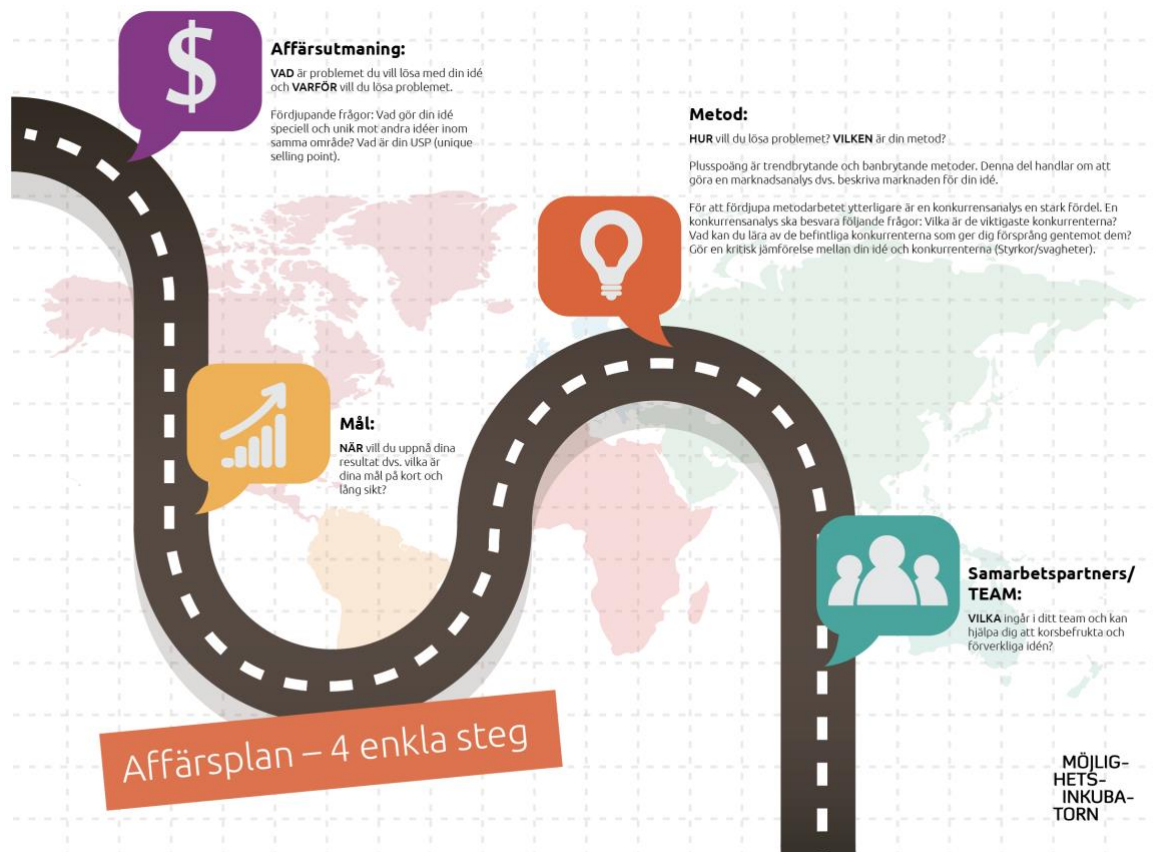 $
Affärsutmaning:
VAD är problemet du vill lösa med din idé
och VARFÖR vill du lösa problemet.
Fördjupande frågor: Vad gör din idé
speciell och unik mot andra idéer inom
samma område? Vad är din USP (unique
selling point).
Metod:
HUR vill du lösa problemet? VILKEN är din metod?
Plusspoäng är trendbrytande och banbrytande metoder. Denna del handlar om att
göra en marknadsanalys dvs. beskriva marknaden för din idé.
För att fördjupa metodarbetet ytterligare är en konkurrensanalys en stark fördel. En
konkurrensanalys ska besvara följande frågor: Vilka är de viktigaste konkurrenterna?
Vad kan du lära av de befintliga konkurrenterna som ger dig försprång gentemot dem?
Gör en kritisk jämförelse mellan din idé och konkurrenterna (Styrkor/svagheter).
Mål:
NÄR vill du uppnå dina
resultat dvs. vilka är
dina mål på kort och
lång sikt?
Samarbetspartners/
TEAM:
VILKA ingår i ditt team och kan
hjälpa dig att korsbefrukta och
förverkliga idén?
Affärsplan – 4 enkla steg
MÖJLIG-
HETS-
INKUBA-
TORN